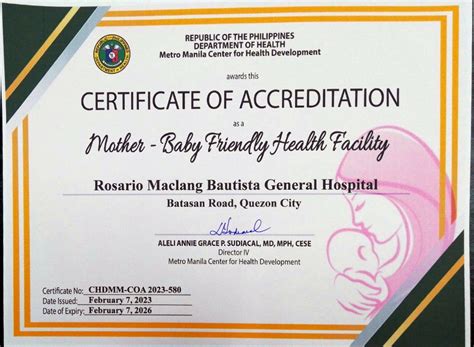 REPUBLIC OF THE PHILIPPINES
DEPARTMENT OF HEALTH
Metro Manila Center for Health Development
awards this
CERTIFICATE OF ACCREDITATION
as a
Mother - Baby Friendly Health Facility
Rosario Maclang Bautista General Hospital
Batasan Road, Quezon City
ALELI ANNIE GRACE P. SUDIACAL, MD, MPH, CESE
Director IV
Metro Manila Center for Health Development
Certificate No: CHDMM-COA 2023-580
Date Issued: February 7, 2023
Date of Expiry: February 7, 2026